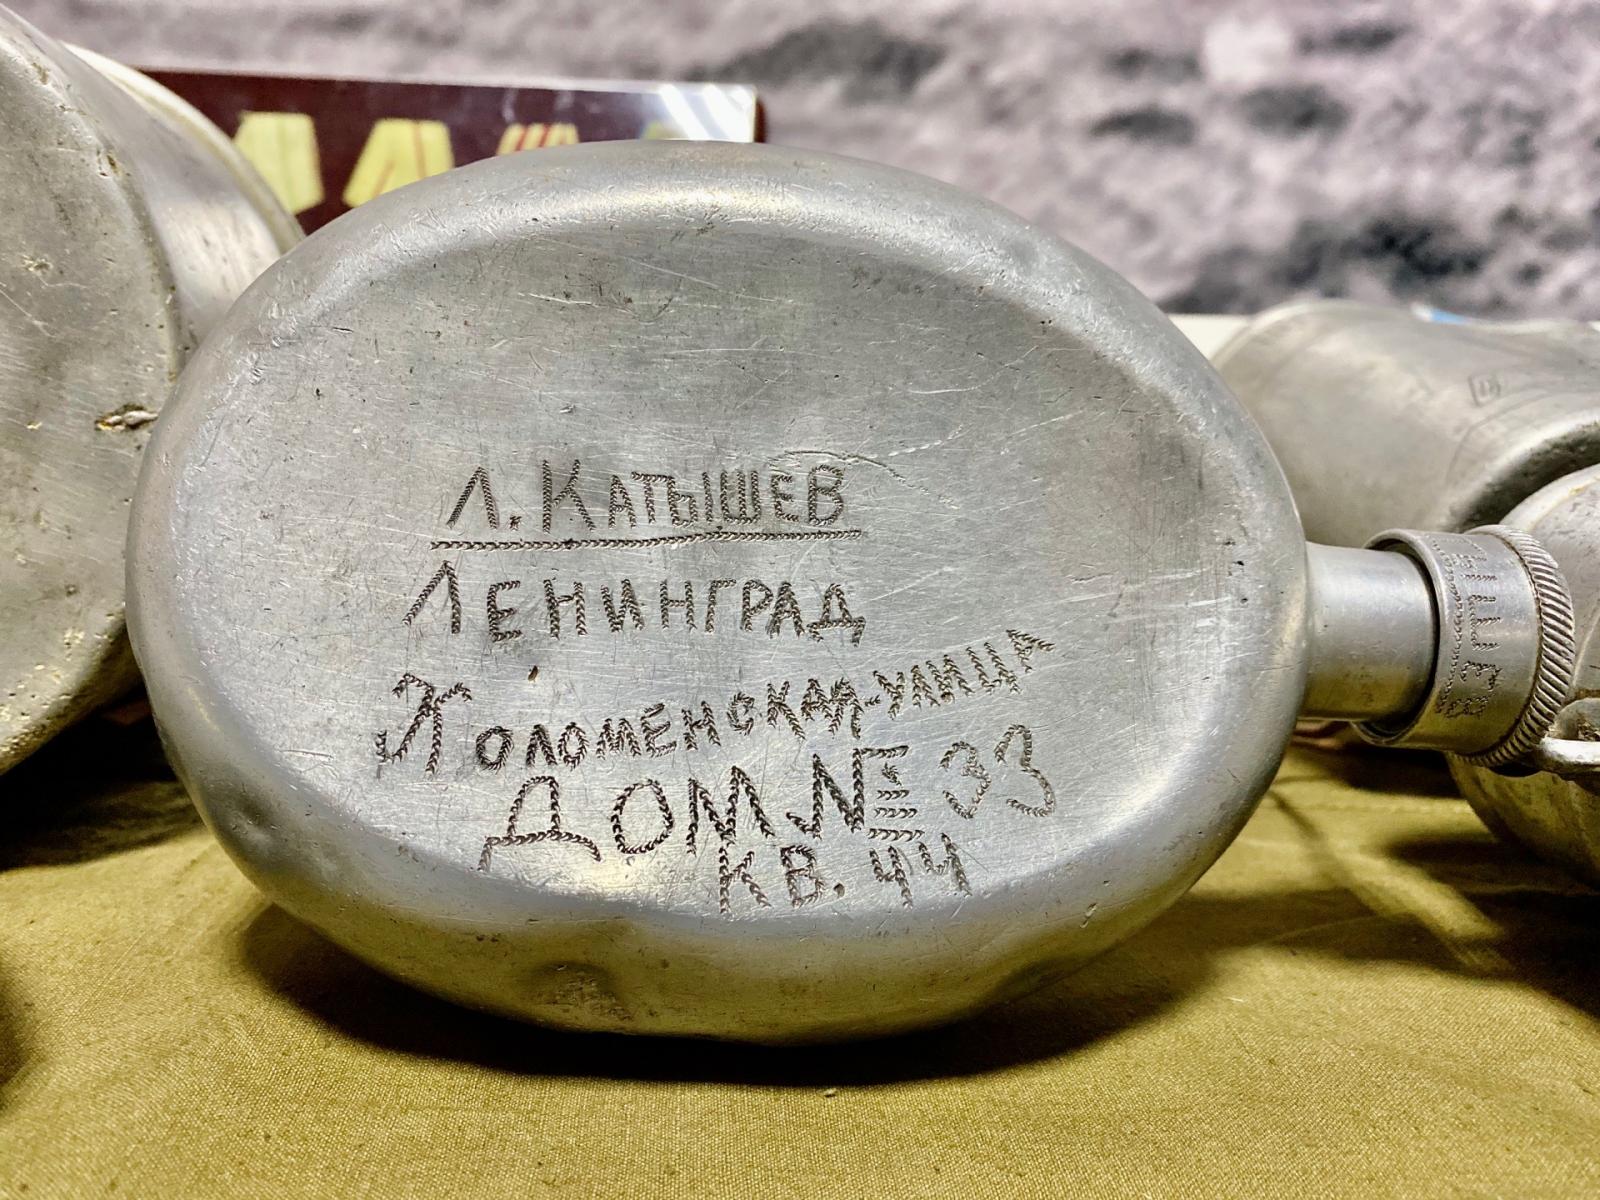 Л. КАТЫШЕВ
ЛЕНИНГРАД
КОЛОМЕНСКАЯ-УЛИЦА
ДОМ № 33
КВ. 44